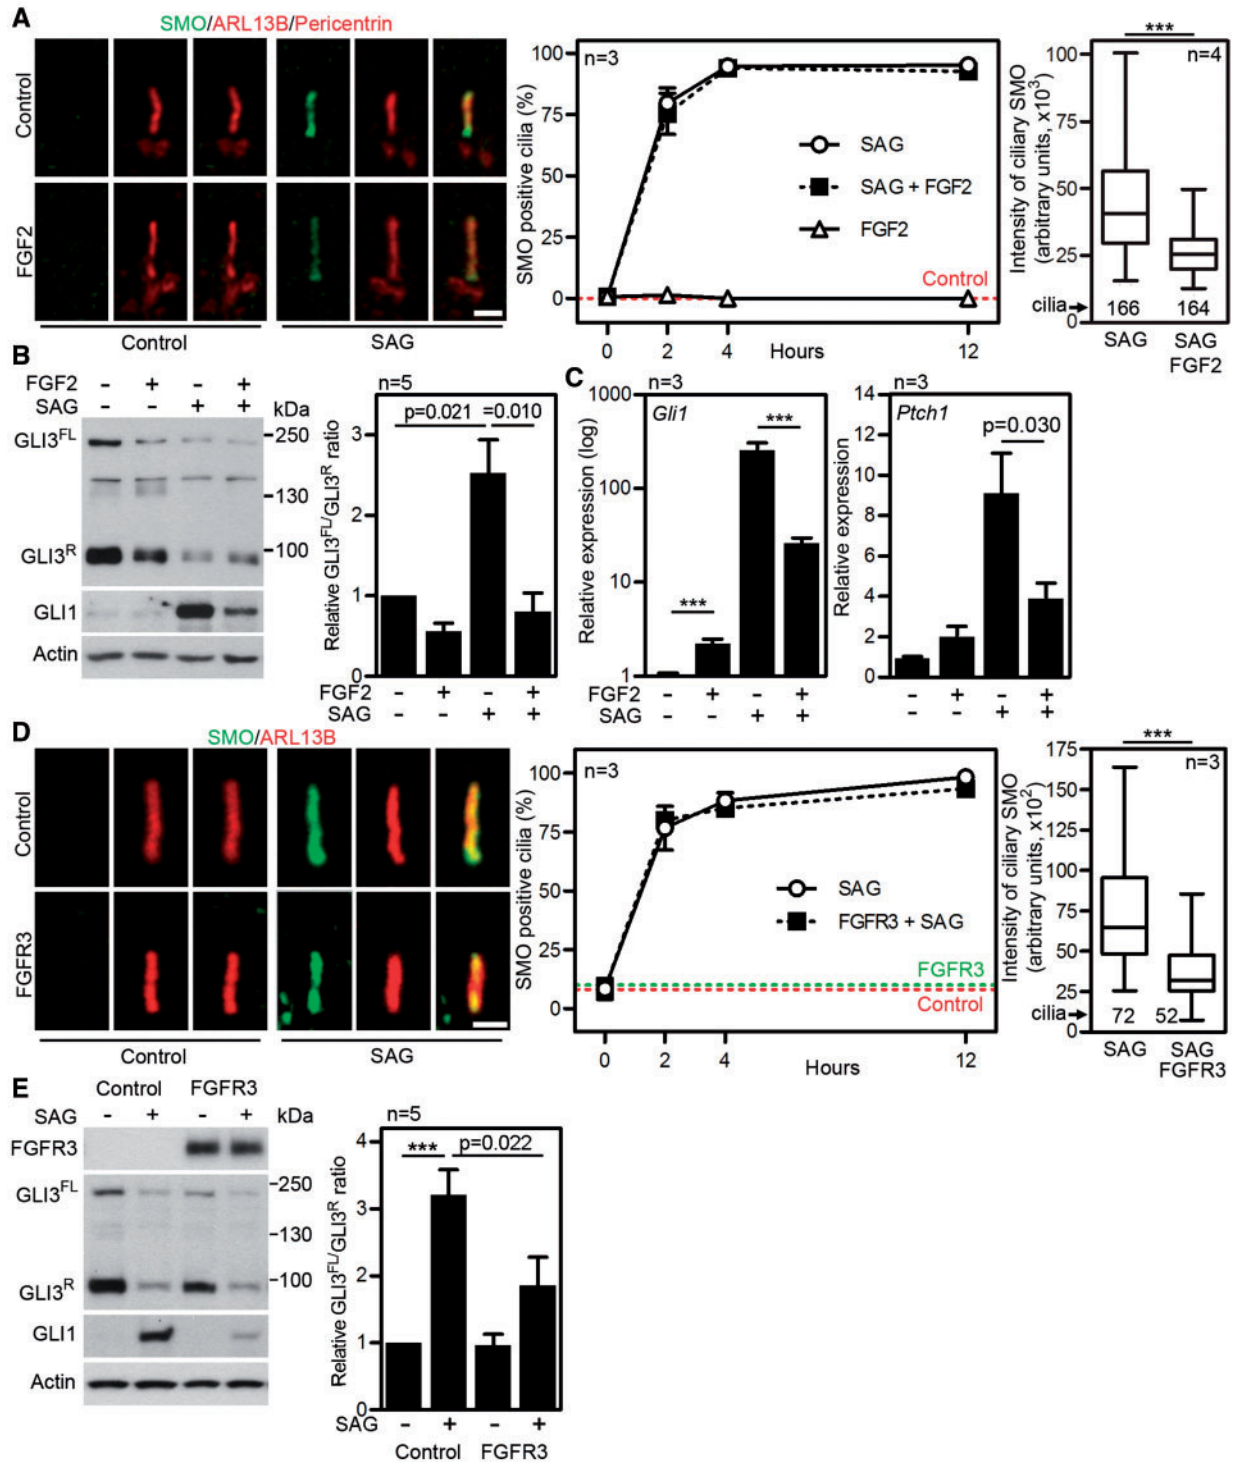 A
SMO/ARL13B/Pericentrin
Control
FGF2
Control
SAG
SMO positive cilia (%)
100
75
50
25
0
n=3
SAG
SAG + FGF2
FGF2
Control
0
2
4
Hours
12
Intensity of ciliary SMO
(arbitrary units, x10³)
100
75
50
25
0
***
n=4
cilia
166
164
SAG
SAG
FGF2
B
FGF2 - + - +
SAG - - + +
kDa
GLI3FL
250
130
GLI3R
100
GLI1
Actin
n=5
p=0.021
=0.010
Relative GLI3FL/GLI3R ratio
3
2
1
0
FGF2 - + - +
SAG - - + +
C
n=3
Gli1
***
***
Relative expression (log)
1000
100
10
1
FGF2 - + - +
SAG - - + +
n=3
Ptch1
p=0.030
Relative expression
14
12
10
8
6
4
2
0
- + - +
- - + +
D
SMO/ARL13B
Control
FGFR3
Control
SAG
SMO positive cilia (%)
100
75
50
25
0
n=3
SAG
FGFR3 + SAG
FGFR3
Control
0
2
4
Hours
12
Intensity of ciliary SMO
(arbitrary units, x10²)
175
150
125
100
75
50
25
0
***
n=3
cilia
72
52
SAG
SAG
FGFR3
E
Control FGFR3
SAG - + - +
kDa
FGFR3
GLI3FL
250
130
GLI3R
100
GLI1
Actin
n=5
***
p=0.022
Relative GLI3FL/GLI3R ratio
4
3
2
1
0
SAG - + - +
Control FGFR3